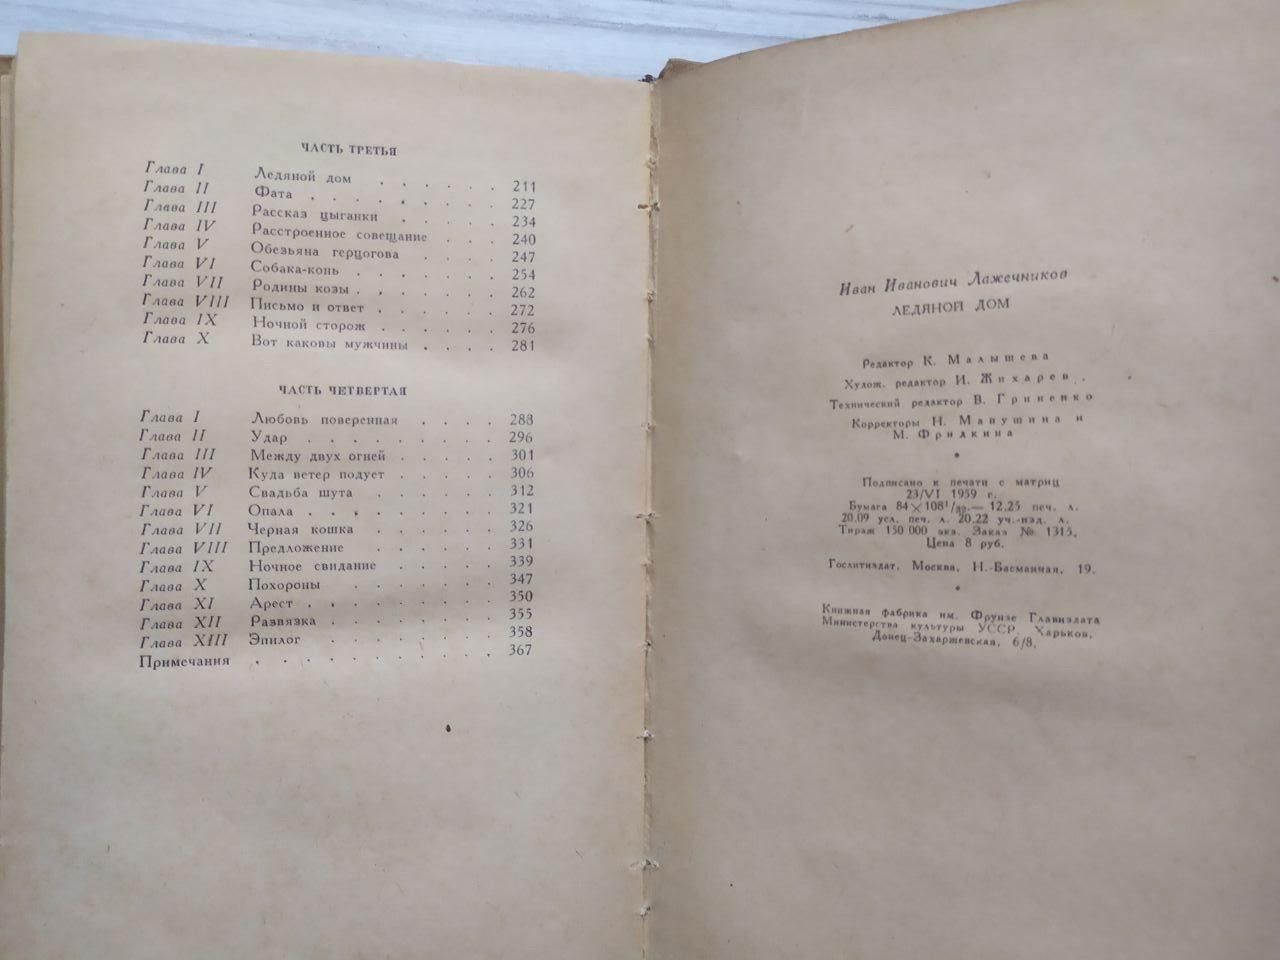 ЧАСТЬ ТРЕТЬЯ
Глава I Ледяной дом . . . . . . 211
Глава II Фата . . . . . . . . 227
Глава III Рассказ цыганки . . . . . 234
Глава IV Расстроенное совещание . . . 240
Глава V Обезьяна герцогова . . . . 247
Глава VI Собака-конь . . . . . . 254
Глава VII Родины козы . . . . . . 262
Глава VIII Письмо и ответ . . . . . 272
Глава IX Ночной сторож . . . . . 276
Глава X Вот каковы мужчины . . . . 281
ЧАСТЬ ЧЕТВЕРТАЯ
Глава I Любовь поверенная . . . . 288
Глава II Удар . . . . . . . . . 296
Глава III Между двух огней . . . . . 301
Глава IV Куда ветер подует . . . . . 306
Глава V Свадьба шута . . . . . . 312
Глава VI Опала . . . . . . . . 321
Глава VII Черная кошка . . . . . . 326
Глава VIII Предложение . . . . . . 331
Глава IX Ночное свидание . . . . . 339
Глава X Похороны . . . . . . . 347
Глава XI Арест . . . . . . . . 350
Глава XII Развязка . . . . . . . 355
Глава XIII Эпилог . . . . . . . . 358
Примечания . . . . . . . . . . 367
Иван Иванович Лажечников
ЛЕДЯНОЙ ДОМ
Редактор К. Малышева
Худож. редактор И. Жихарев.
Технический редактор В. Гриненко
Корректоры Н. Мапушина и
М. Фридкина
*
Подписано к печати с матриц
23/VI 1959 г.
Бумага 84×108 1/32— 12,25 печ. л.
20,09 усл. печ. л. 20,22 уч.-изд. л.
Тираж 150 000 экз. Заказ № 1315.
Цена 8 руб.
Гослитиздат, Москва, Н.-Басманная, 19.
*
Книжная фабрика им. Фрунзе Главиздата
Министерства культуры УССР. Харьков,
Донец-Захаржевская, 6/8.